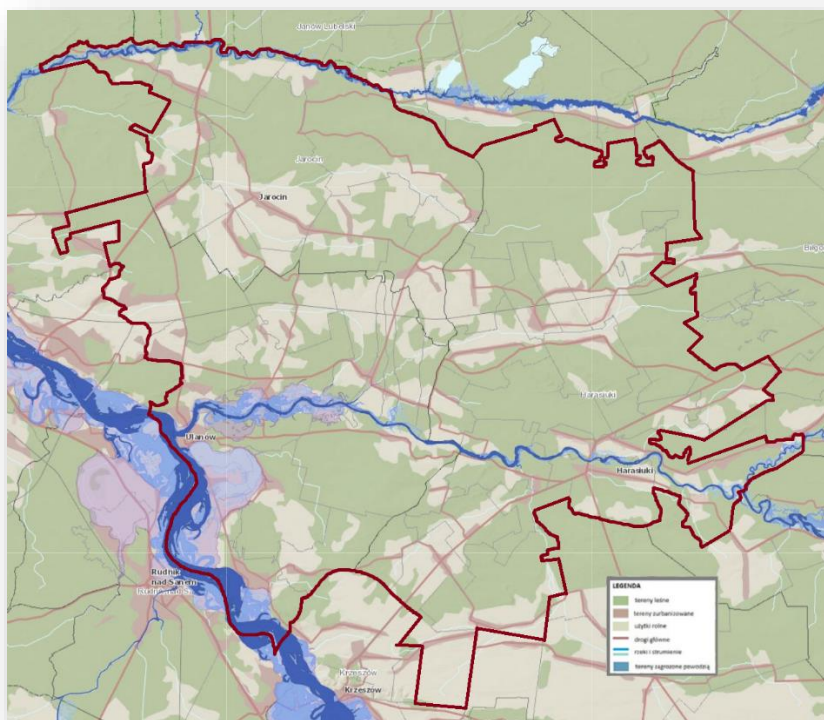 Janów Lubelski
Jarocin
Jarocin
Biłgo
Harasiuki
Ulanów
Harasiuki
Rudnik
nad Sanem
Krzeszów
Krzeszów
LEGENDA
tereny leśne
tereny zurbanizowane
użytki rolne
drogi główne
rzeki i strumienie
tereny zagrożone powodzią